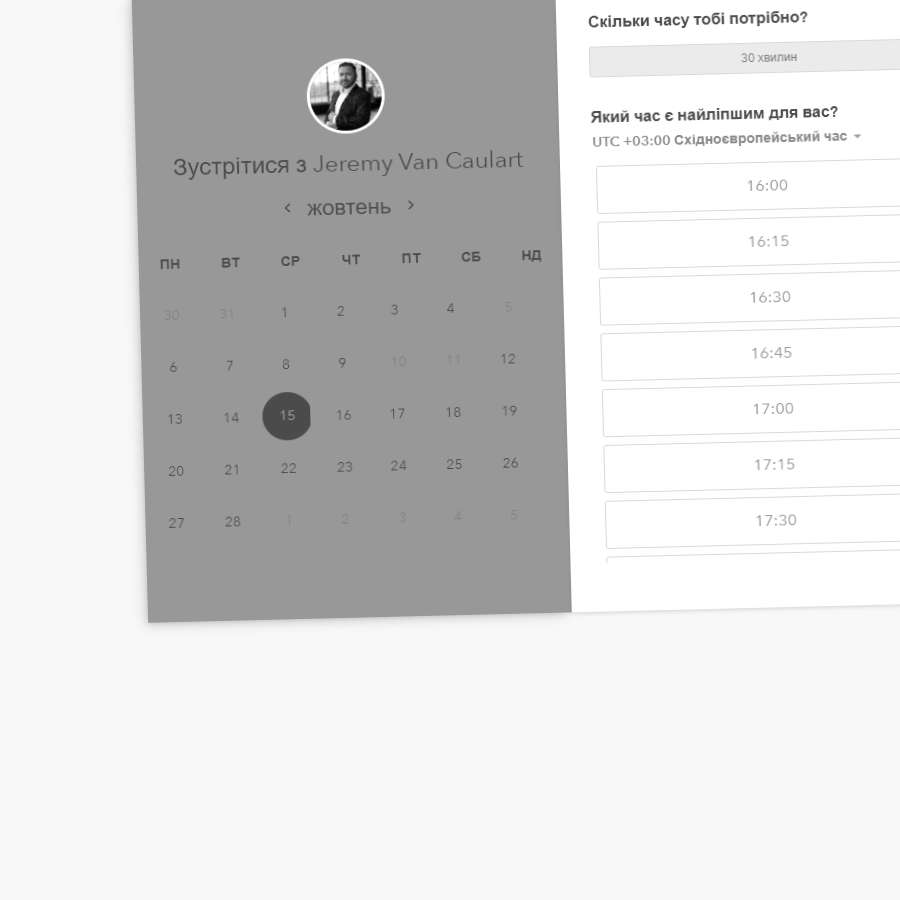 Зустрітися з Jeremy Van Caulart
жовтень
ПН ВТ СР ЧТ ПТ СБ НД
30 31 1 2 3 4 5
6 7 8 9 10 11 12
13 14 15 16 17 18 19
20 21 22 23 24 25 26
27 28 1 2 3 4 5
Скільки часу тобі потрібно?
30 хвилин
Який час є найліпшим для вас?
UTC +03:00 Східноєвропейський час
16:00
16:15
16:30
16:45
17:00
17:15
17:30